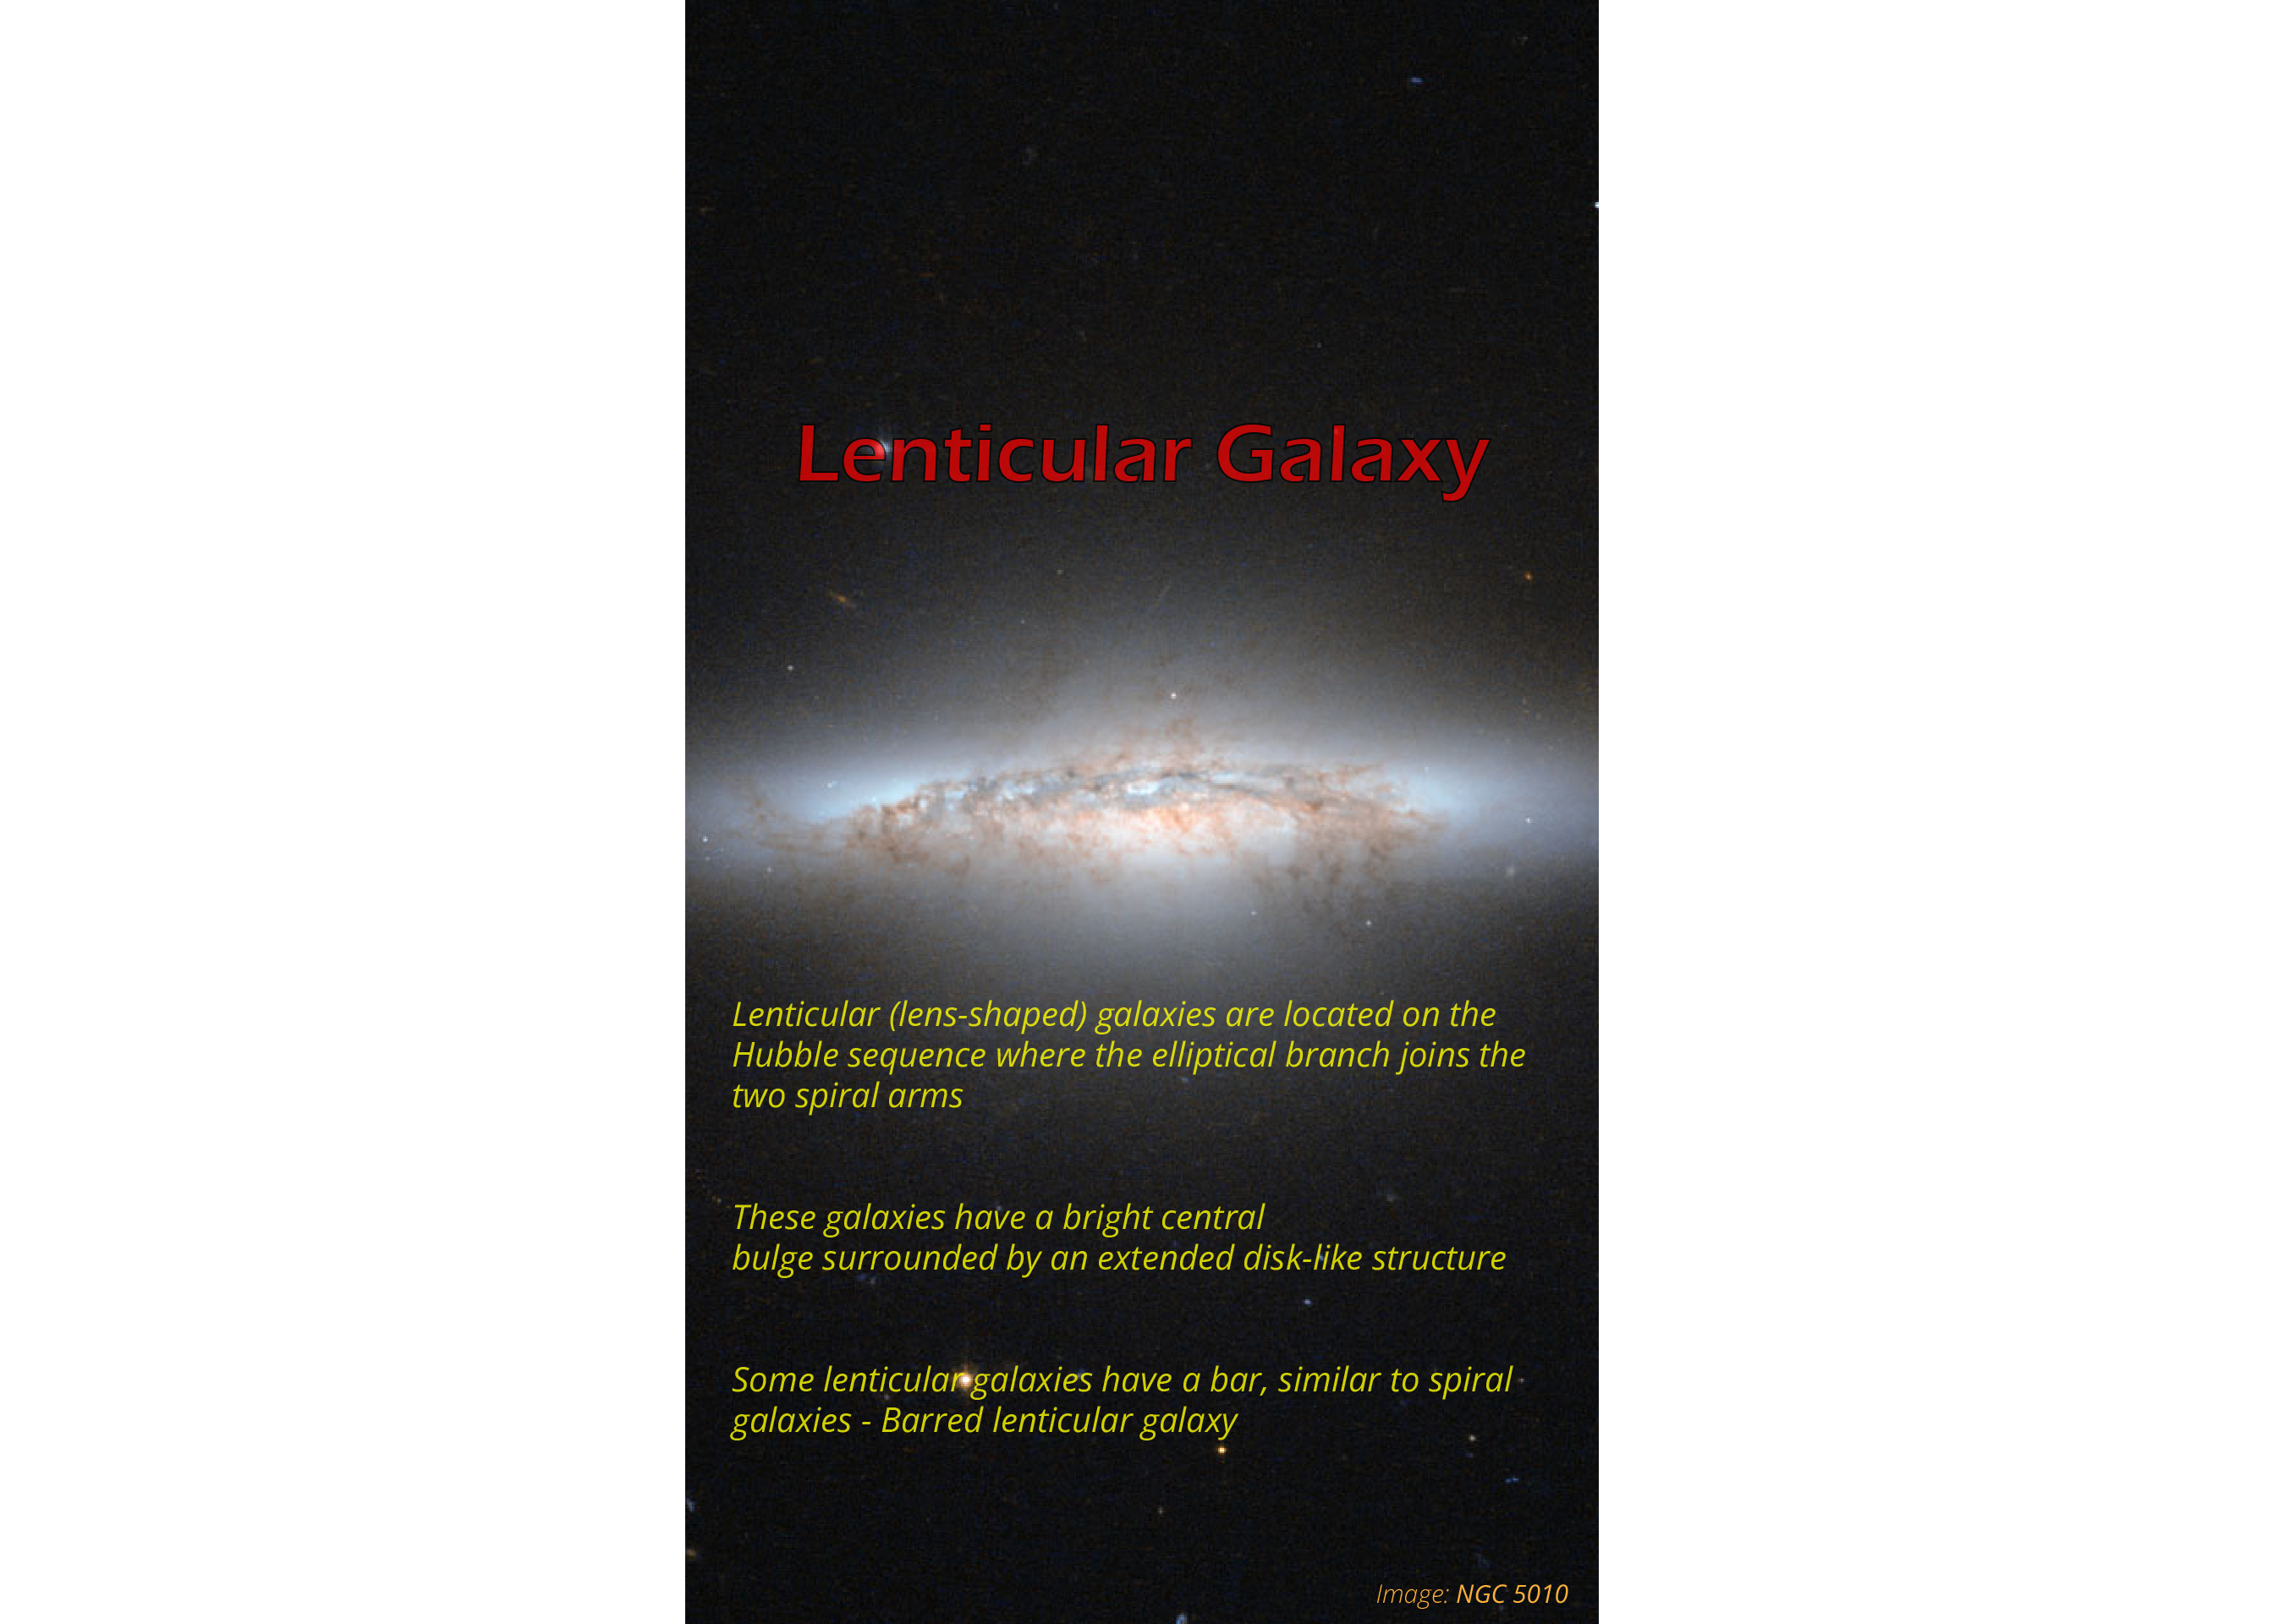 Lenticular Galaxy
Lenticular (lens-shaped) galaxies are located on the
Hubble sequence where the elliptical branch joins the
two spiral arms
These galaxies have a bright central
bulge surrounded by an extended disk-like structure
Some lenticular galaxies have a bar, similar to spiral
galaxies - Barred lenticular galaxy
Image: NGC 5010